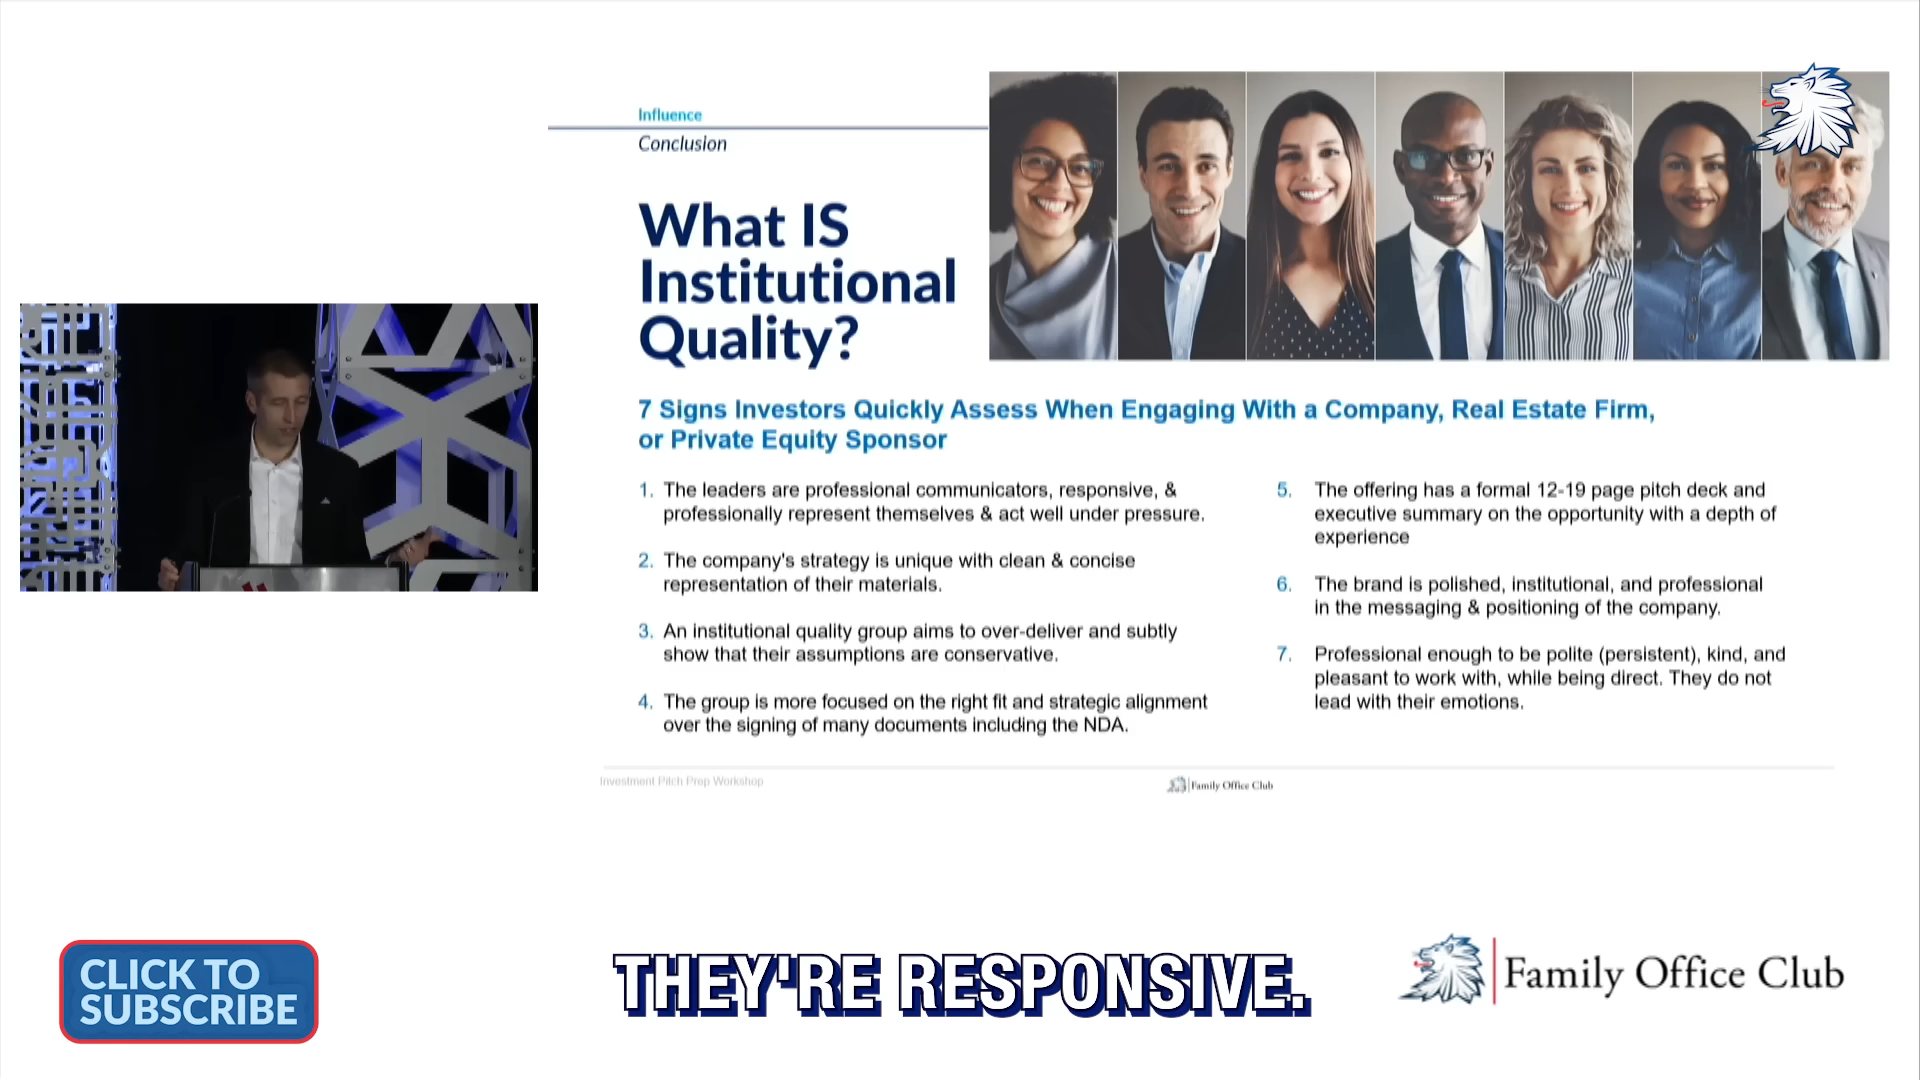 Influence
Conclusion
What IS
Institutional
Quality?
7 Signs Investors Quickly Assess When Engaging With a Company, Real Estate Firm,
or Private Equity Sponsor
1. The leaders are professional communicators, responsive, &
professionally represent themselves & act well under pressure.
2. The company's strategy is unique with clean & concise
representation of their materials.
3. An institutional quality group aims to over-deliver and subtly
show that their assumptions are conservative.
4. The group is more focused on the right fit and strategic alignment
over the signing of many documents including the NDA.
5. The offering has a formal 12-19 page pitch deck and
executive summary on the opportunity with a depth of
experience
6. The brand is polished, institutional, and professional
in the messaging & positioning of the company.
7. Professional enough to be polite (persistent), kind, and
pleasant to work with, while being direct. They do not
lead with their emotions.
Investment Pitch Prep Workshop
Family Office Club
CLICK TO
SUBSCRIBE
THEY'RE RESPONSIVE.
Family Office Club